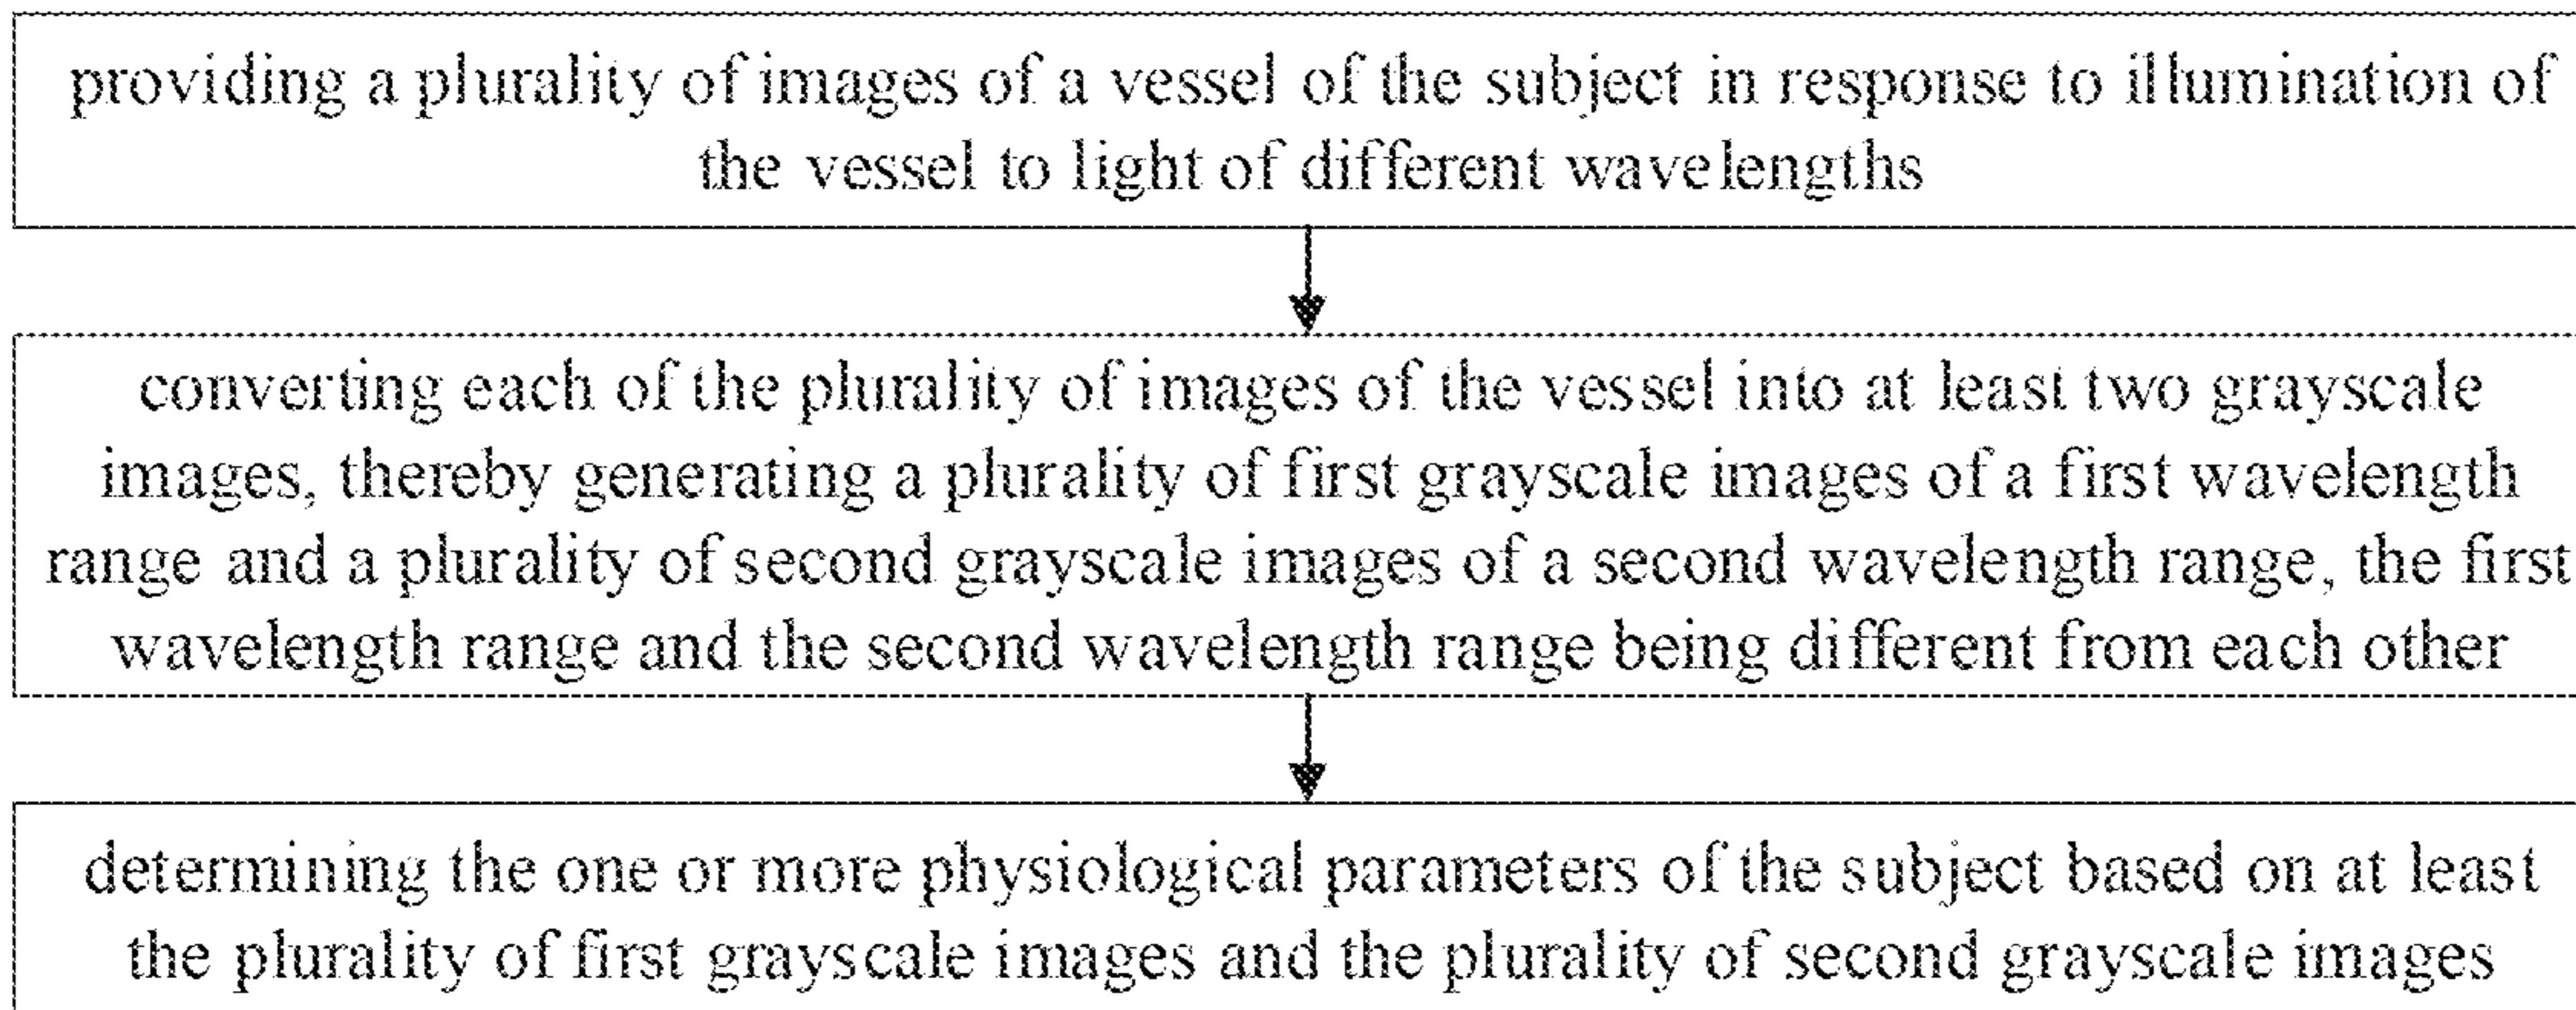 providing a plurality of images of a vessel of the subject in response to illumination of
the vessel to light of different wavelengths
converting each of the plurality of images of the vessel into at least two grayscale
images, thereby generating a plurality of first grayscale images of a first wavelength
range and a plurality of second grayscale images of a second wavelength range, the first
wavelength range and the second wavelength range being different from each other
determining the one or more physiological parameters of the subject based on at least
the plurality of first grayscale images and the plurality of second grayscale images